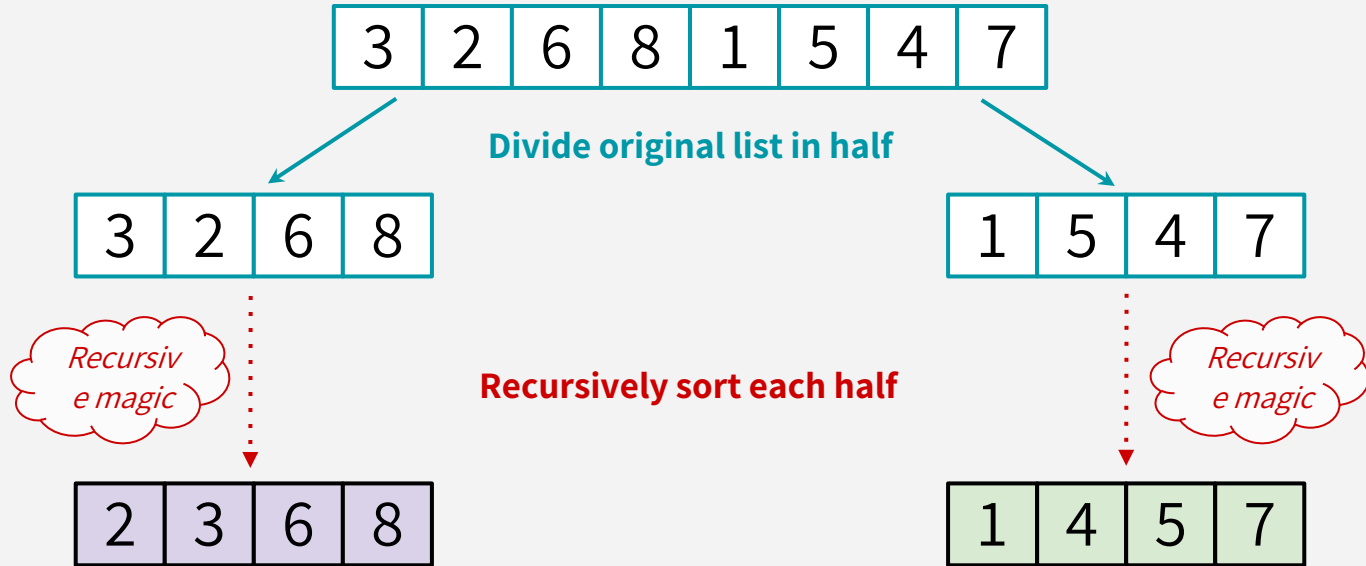 3 2 6 8 1 5 4 7
Divide original list in half
3 2 6 8
1 5 4 7
Recursiv
e magic
Recursively sort each half
Recursiv
e magic
2 3 6 8
1 4 5 7